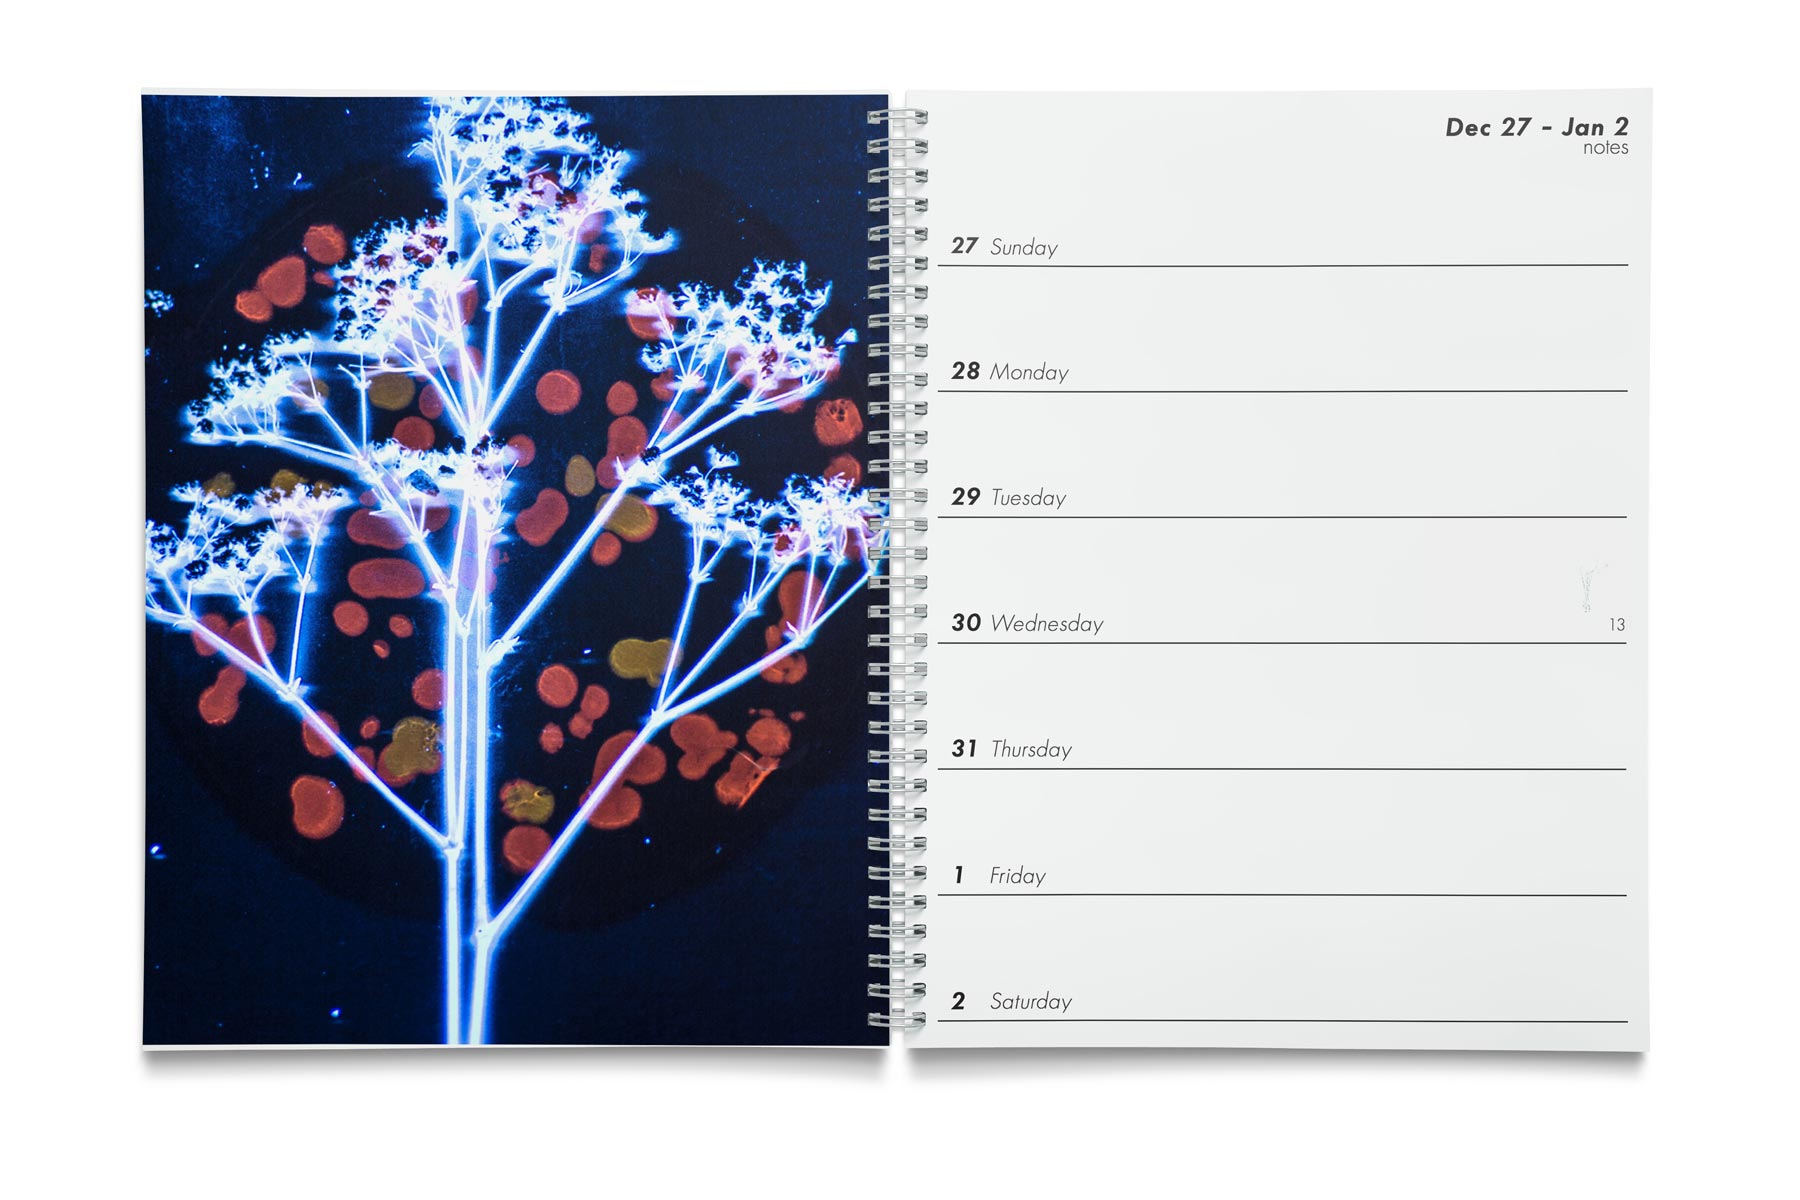 Dec 27 - Jan 2
notes
27 Sunday
28 Monday
29 Tuesday
13
30 Wednesday
31 Thursday
1 Friday
2 Saturday